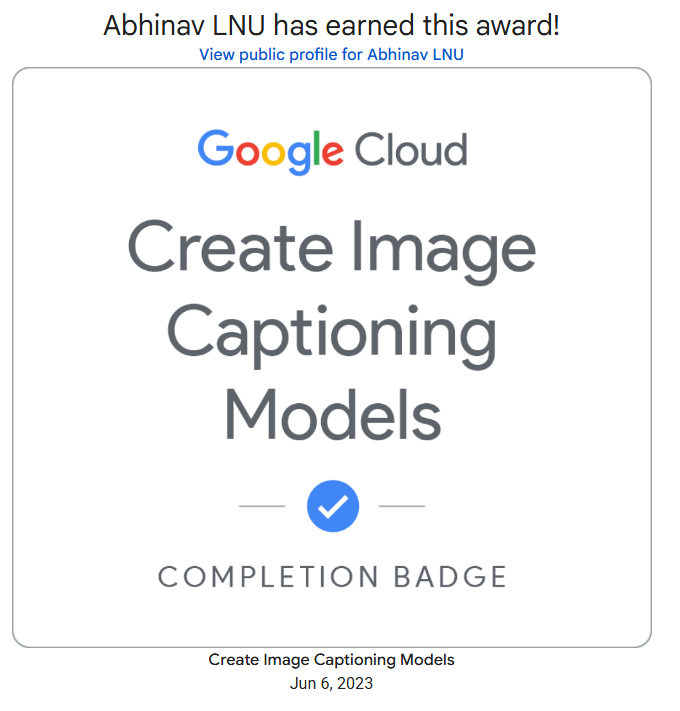 Abhinav LNU has earned this award!
View public profile for Abhinav LNU
Google Cloud
Create Image
Captioning
Models
COMPLETION BADGE
Create Image Captioning Models
Jun 6, 2023